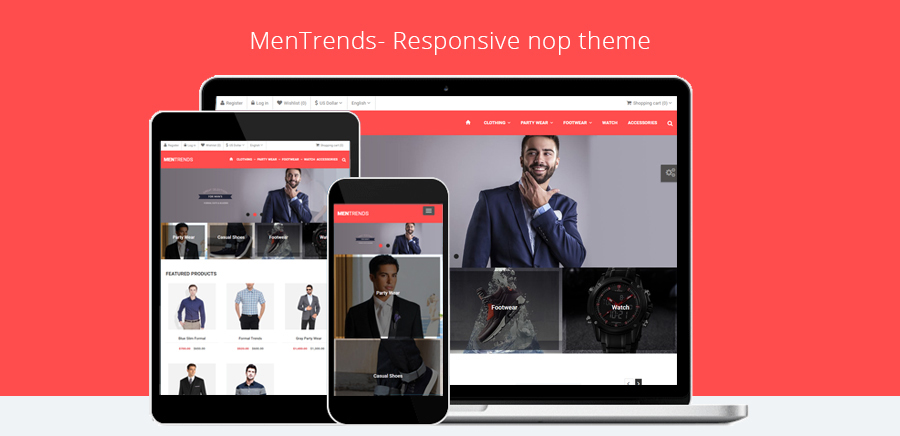 MenTrends- Responsive nop theme
Register Log in Wishlist (0) $ US Dollar English Shopping cart (0)
CLOTHING PARTY WEAR FOOTWEAR WATCH ACCESSORIES
Footwear Watch
Register Log in Wishlist (0) $ US Dollar English Shopping cart (0)
MENTRENDS CLOTHING PARTY WEAR FOOTWEAR WATCH ACCESSORIES
Party Wear Casual Shoes Footwear
FEATURED PRODUCTS
Blue Slim Formal Formal Trends Gray Party Wear
MENTRENDS
Party Wear
Casual Shoes